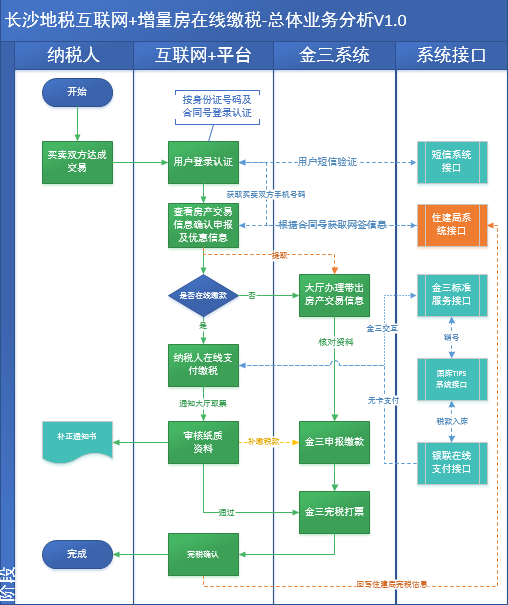 长沙地税互联网+增量房在线缴税-总体业务分析V1.0
纳税人
互联网+平台
金三系统
系统接口
开始
按身份证号码及
合同号登录认证
买卖双方达成
交易
用户登录认证
用户短信验证
短信系统
接口
获取买卖双方手机号码
查看房产交易
信息确认申报
及优惠信息
根据合同号获取网签信息
住建局系
统接口
提取
是否在线缴款
否
大厅办理带出
房产交易信息
金三标准
服务接口
是
金三交互
销号
核对资料
纳税人在线支
付缴税
国库TIPS
系统接口
通知大厅取票
无卡支付
税款入库
补正通知书
审核纸质
资料
补缴税款
金三申报缴款
银联在线
支付接口
通过
金三完税打票
完成
完税确认
阶段
回写住建局完税信息